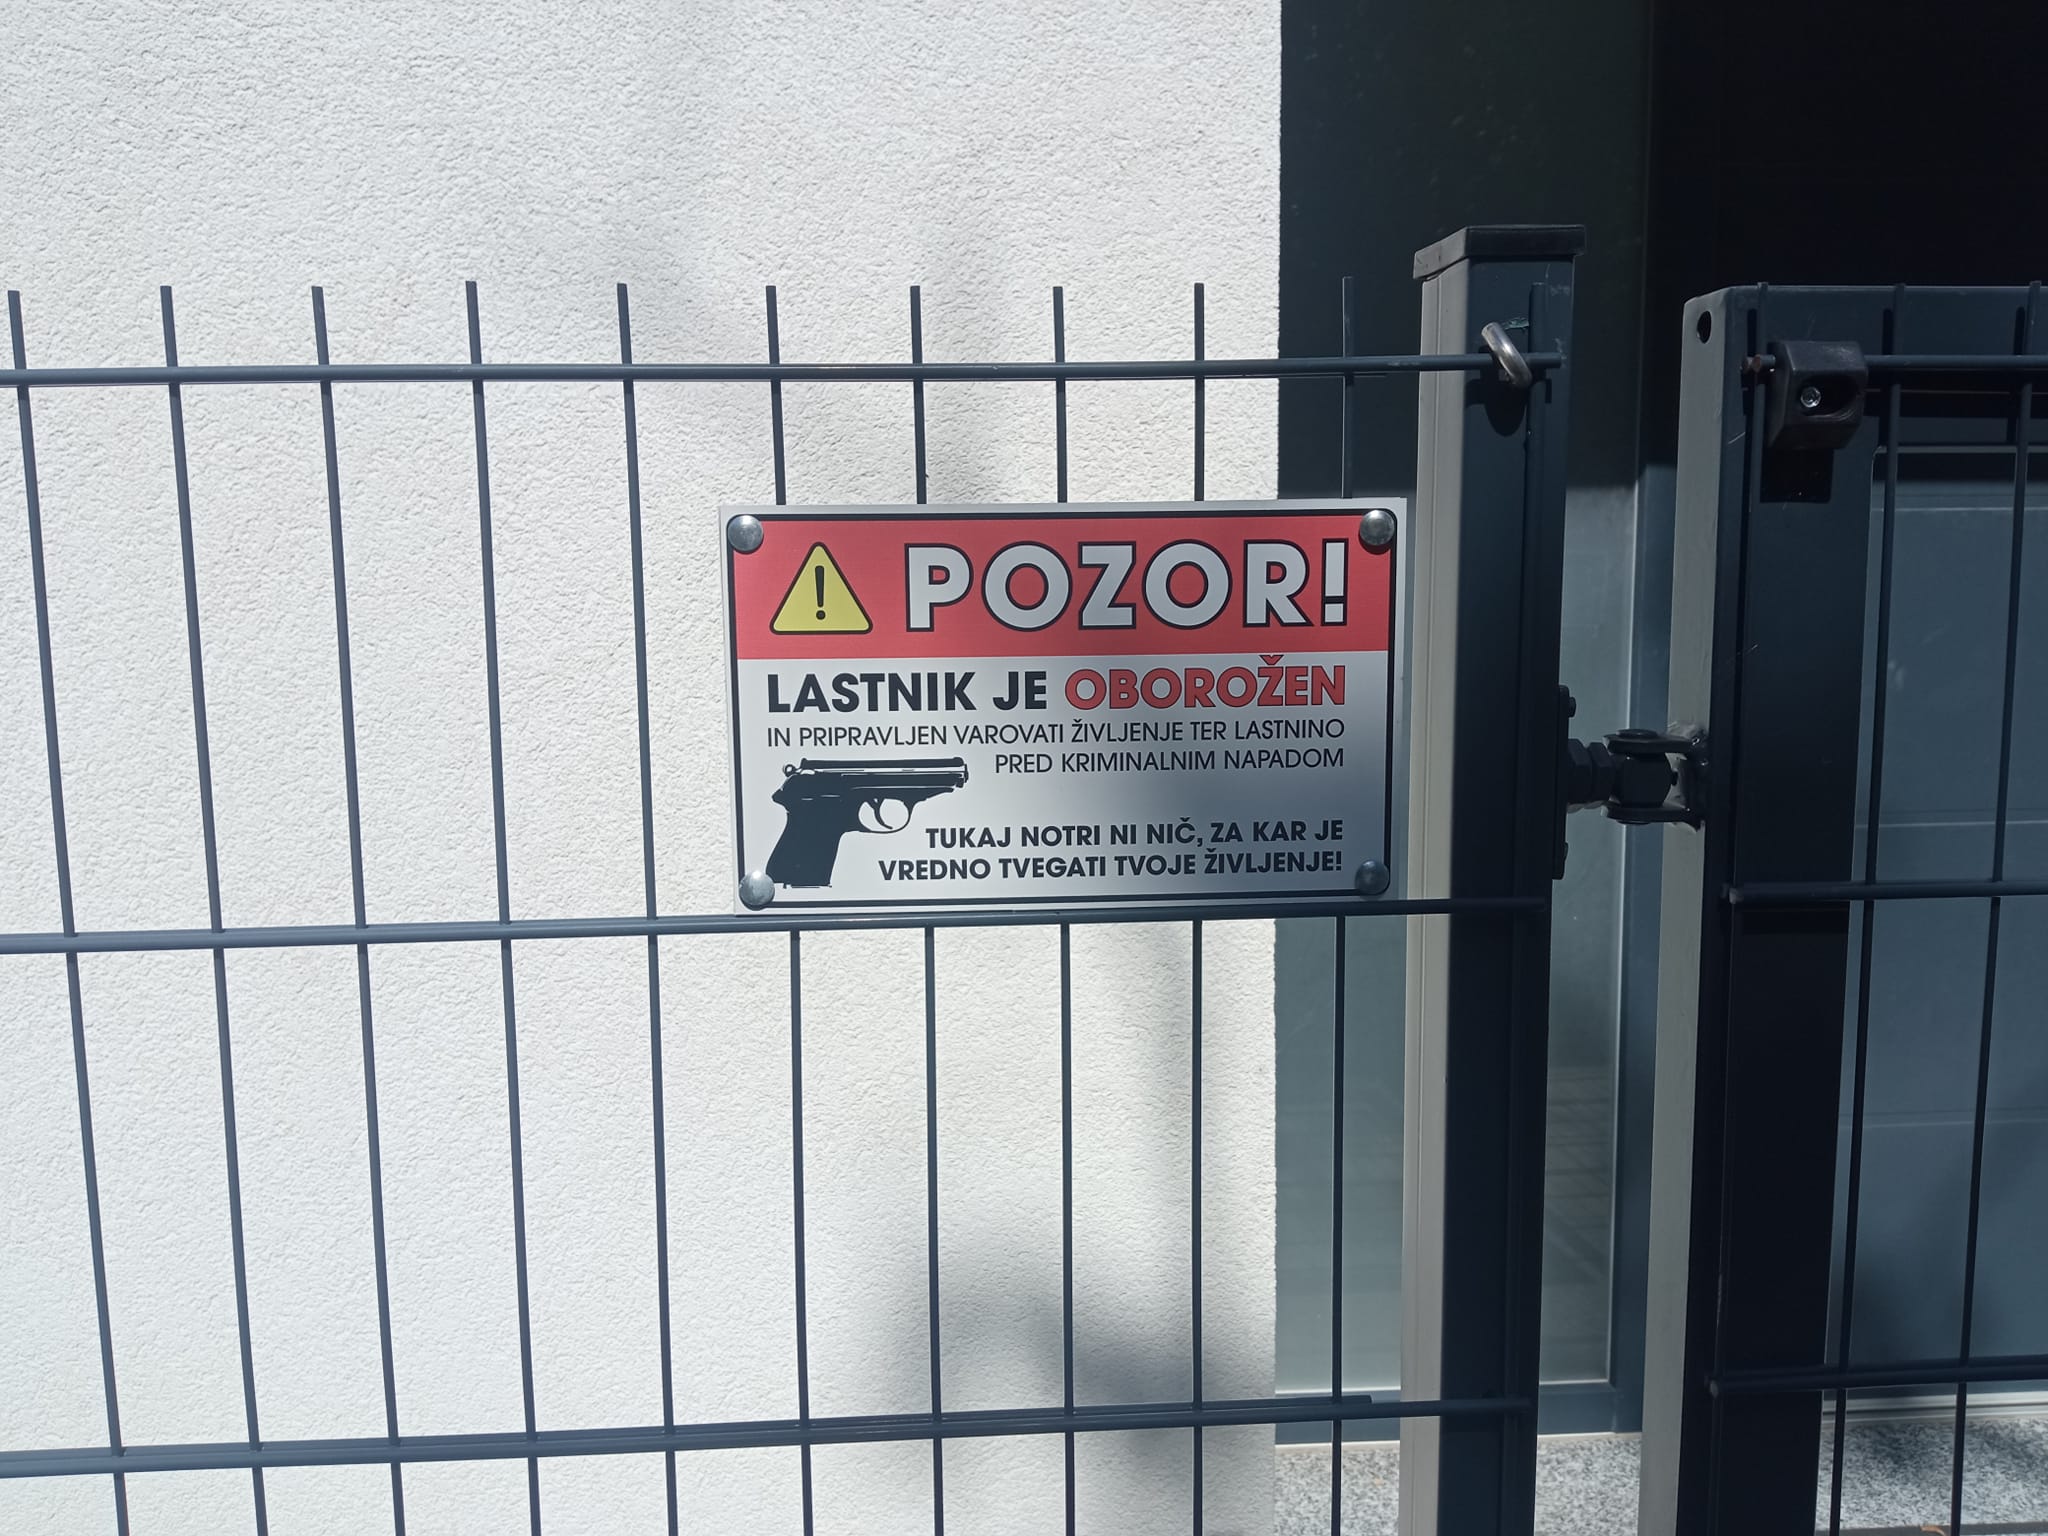 POZOR!
LASTNIK JE OBOROŽEN
IN PRIPRAVLJEN VAROVATI ŽIVLJENJE TER LASTNINO
PRED KRIMINALNIM NAPADOM
TUKAJ NOTRI NI NIČ, ZA KAR JE
VREDNO TVEGATI TVOJE ŽIVLJENJE!